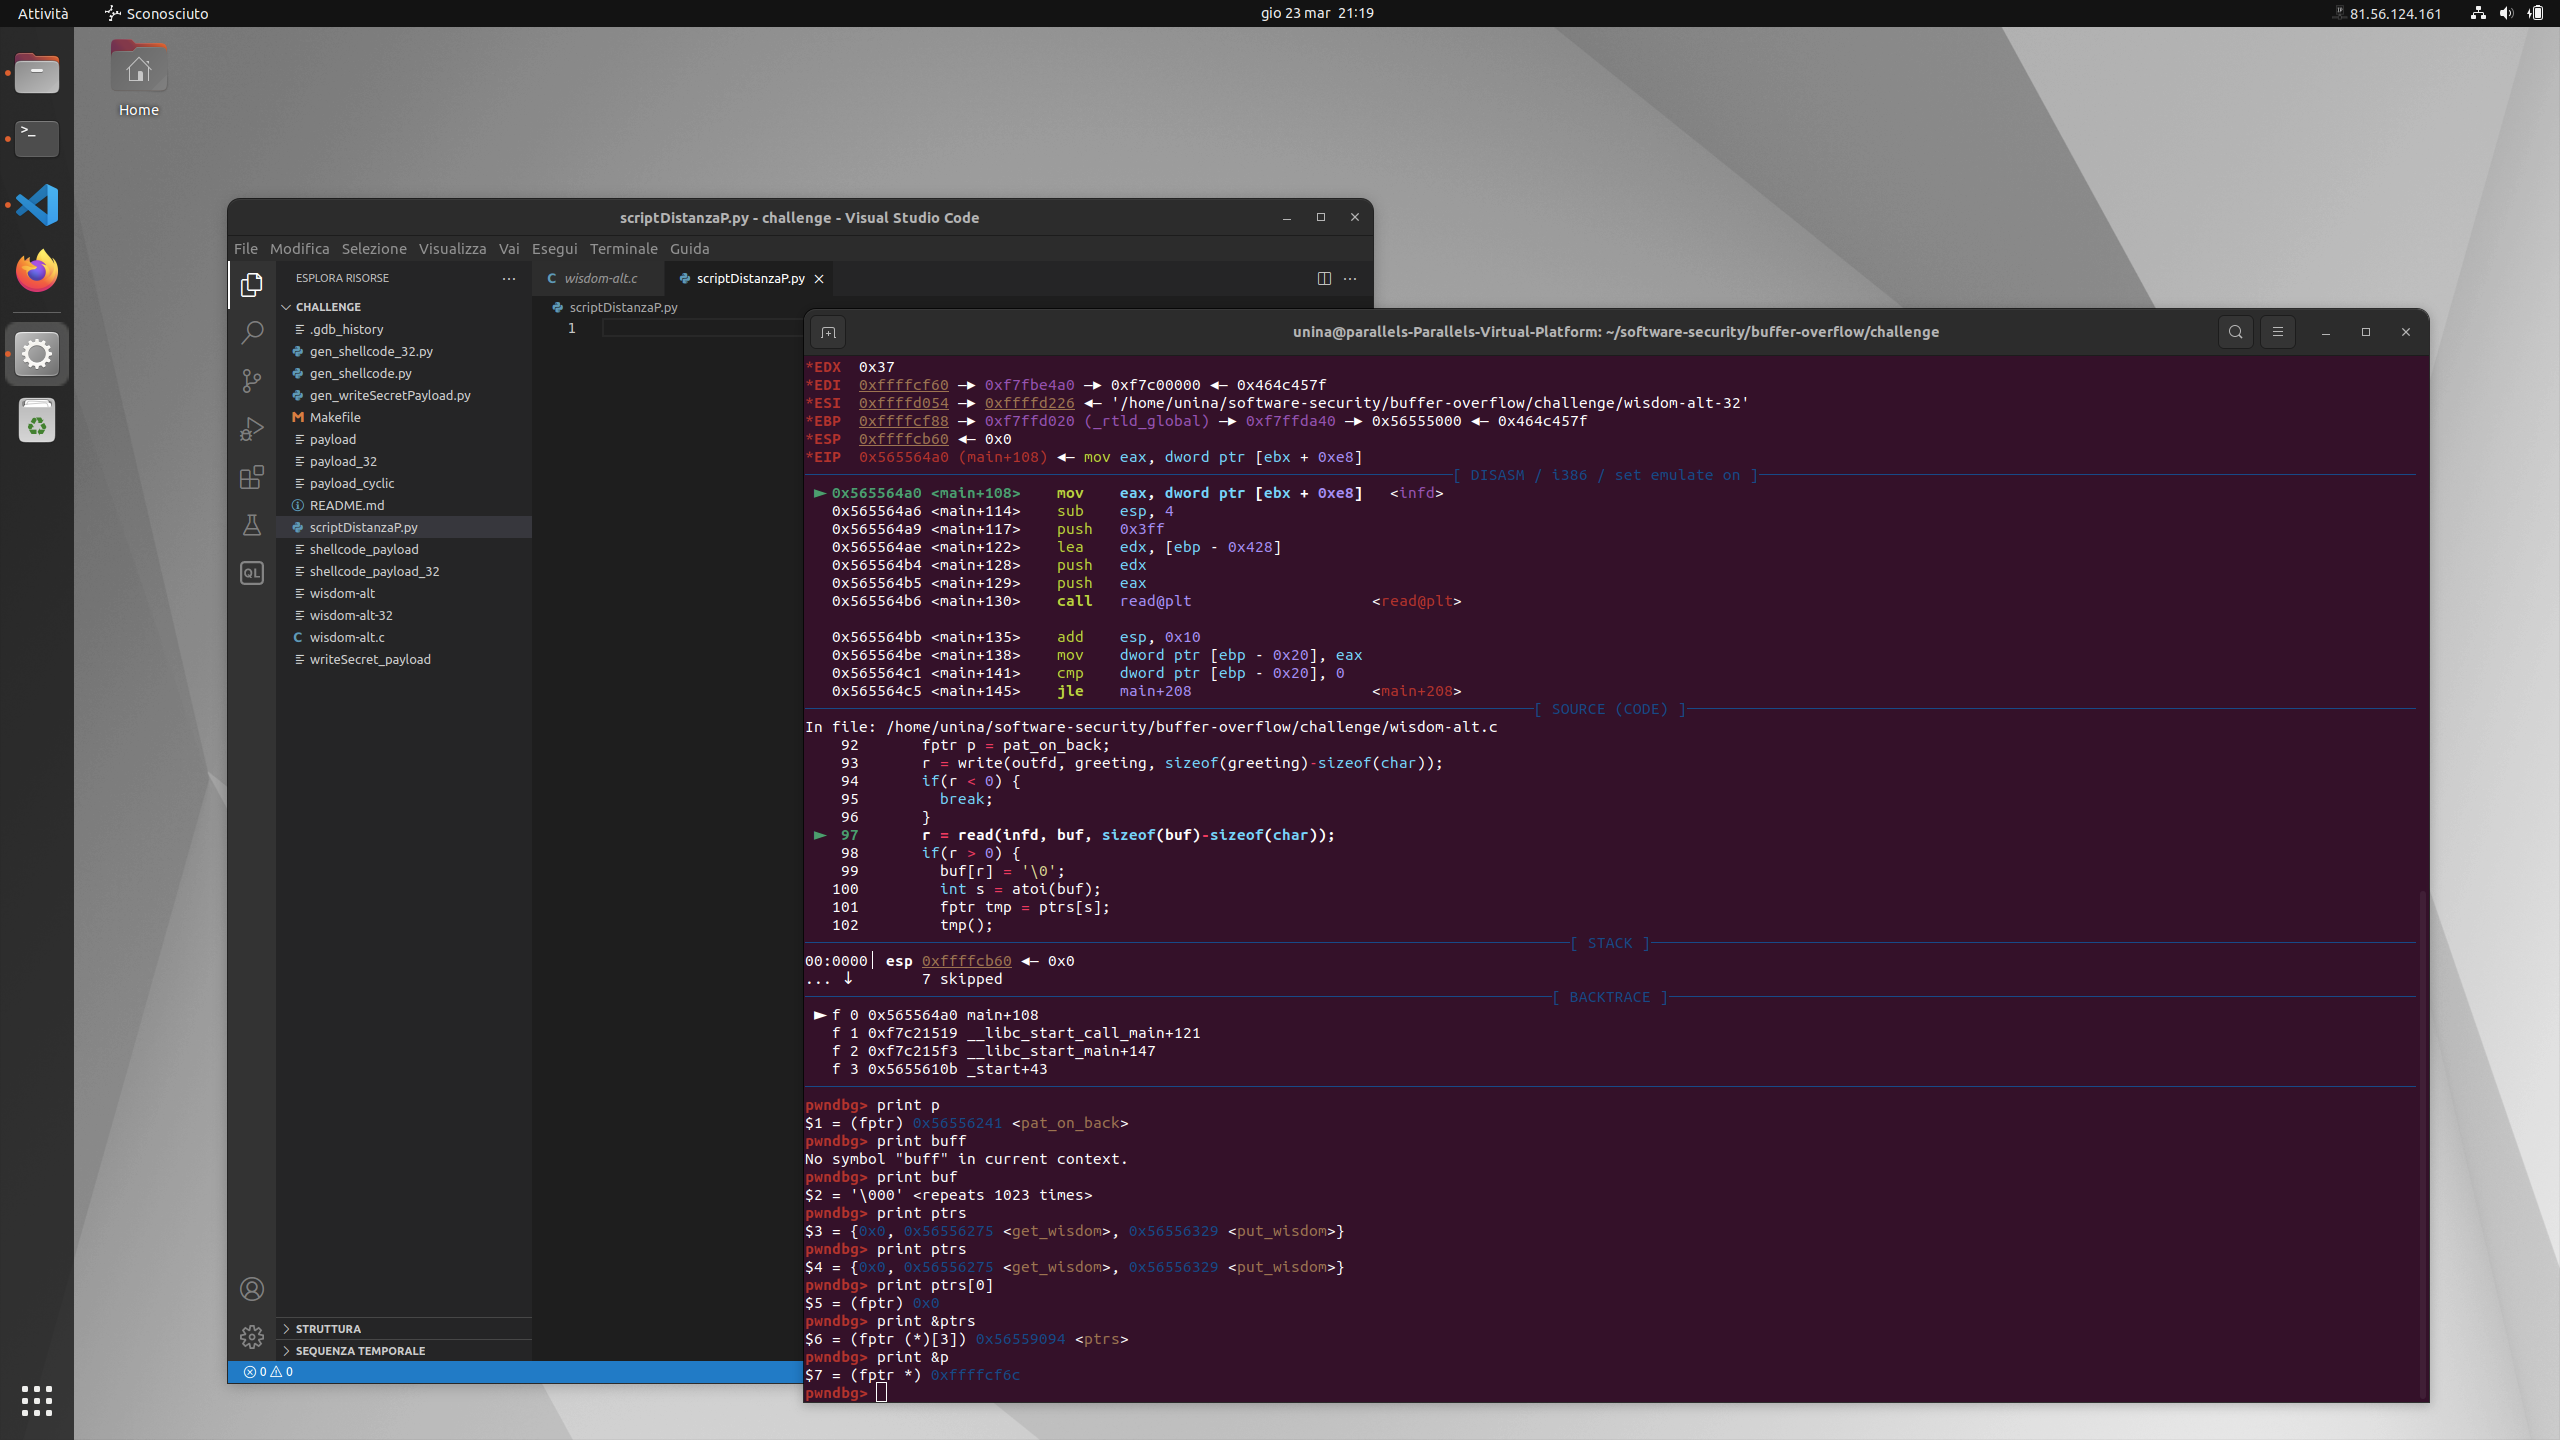 Attività
Sconosciuto
gio 23 mar 21:19
81.56.124.161
Home
scriptDistanzaP.py - challenge - Visual Studio Code
File Modifica Selezione Visualizza Vai Esegui Terminale Guida
ESPLORA RISORSE
wisdom-alt.c
scriptDistanzaP.py
scriptDistanzaP.py
1
CHALLENGE
.gdb_history
gen_shellcode_32.py
gen_shellcode.py
gen_writeSecretPayload.py
Makefile
payload
payload_32
payload_cyclic
README.md
scriptDistanzaP.py
shellcode_payload
shellcode_payload_32
wisdom-alt
wisdom-alt-32
wisdom-alt.c
writeSecret_payload
QL
STRUTTURA
SEQUENZA TEMPORALE
0 0
unina@parallels-Parallels-Virtual-Platform: ~/software-security/buffer-overflow/challenge
*EDX  0x37
*EDI  0xffffcf60 —▸ 0xf7fbe4a0 —▸ 0xf7c00000 ◂— 0x464c457f
*ESI  0xffffd054 —▸ 0xffffd226 ◂— '/home/unina/software-security/buffer-overflow/challenge/wisdom-alt-32'
*EBP  0xffffcf88 —▸ 0xf7ffd020 (_rtld_global) —▸ 0xf7ffda40 —▸ 0x56555000 ◂— 0x464c457f
*ESP  0xffffcb60 ◂— 0x0
*EIP  0x565564a0 (main+108) ◂— mov eax, dword ptr [ebx + 0xe8]
[ DISASM / i386 / set emulate on ]
► 0x565564a0 <main+108>    mov    eax, dword ptr [ebx + 0xe8]   <infd>
0x565564a6 <main+114>    sub    esp, 4
0x565564a9 <main+117>    push   0x3ff
0x565564ae <main+122>    lea    edx, [ebp - 0x428]
0x565564b4 <main+128>    push   edx
0x565564b5 <main+129>    push   eax
0x565564b6 <main+130>    call   read@plt                    <read@plt>
0x565564bb <main+135>    add    esp, 0x10
0x565564be <main+138>    mov    dword ptr [ebp - 0x20], eax
0x565564c1 <main+141>    cmp    dword ptr [ebp - 0x20], 0
0x565564c5 <main+145>    jle    main+208                    <main+208>
[ SOURCE (CODE) ]
In file: /home/unina/software-security/buffer-overflow/challenge/wisdom-alt.c
92       fptr p = pat_on_back;
93       r = write(outfd, greeting, sizeof(greeting)-sizeof(char));
94       if(r < 0) {
95         break;
96       }
► 97       r = read(infd, buf, sizeof(buf)-sizeof(char));
98       if(r > 0) {
99         buf[r] = '\0';
100         int s = atoi(buf);
101         fptr tmp = ptrs[s];
102         tmp();
[ STACK ]
00:0000│ esp 0xffffcb60 ◂— 0x0
... ↓        7 skipped
[ BACKTRACE ]
► f 0 0x565564a0 main+108
f 1 0xf7c21519 __libc_start_call_main+121
f 2 0xf7c215f3 __libc_start_main+147
f 3 0x5655610b _start+43
pwndbg> print p
$1 = (fptr) 0x56556241 <pat_on_back>
pwndbg> print buff
No symbol "buff" in current context.
pwndbg> print buf
$2 = '\000' <repeats 1023 times>
pwndbg> print ptrs
$3 = {0x0, 0x56556275 <get_wisdom>, 0x56556329 <put_wisdom>}
pwndbg> print ptrs
$4 = {0x0, 0x56556275 <get_wisdom>, 0x56556329 <put_wisdom>}
pwndbg> print ptrs[0]
$5 = (fptr) 0x0
pwndbg> print &ptrs
$6 = (fptr (*)[3]) 0x56559094 <ptrs>
pwndbg> print &p
$7 = (fptr *) 0xffffcf6c
pwndbg>